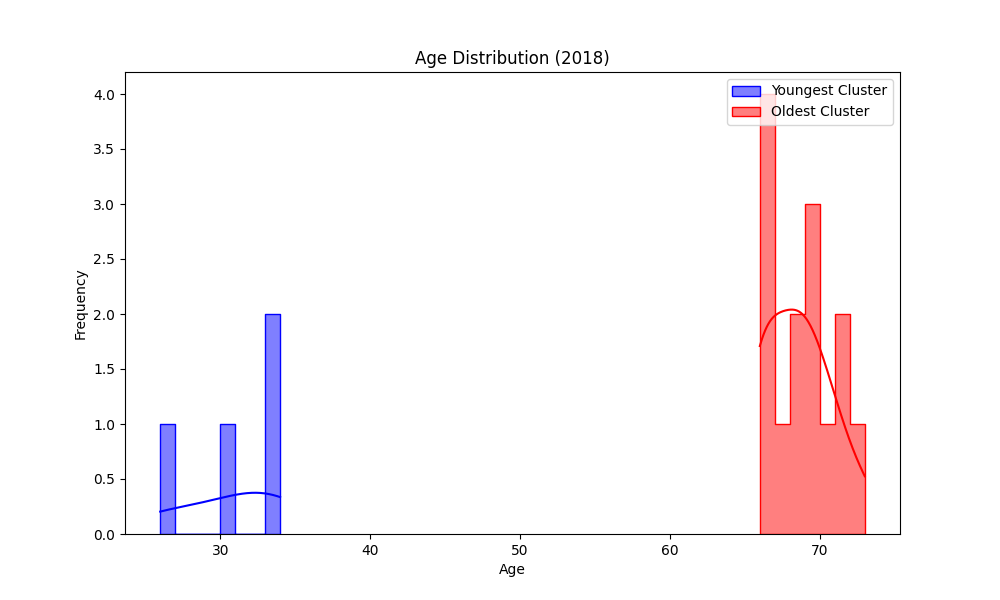 Age Distribution (2018)
Youngest Cluster
Oldest Cluster
4.0
3.5
3.0
2.5
2.0
1.5
1.0
0.5
0.0
Frequency
30 40 50 60 70
Age